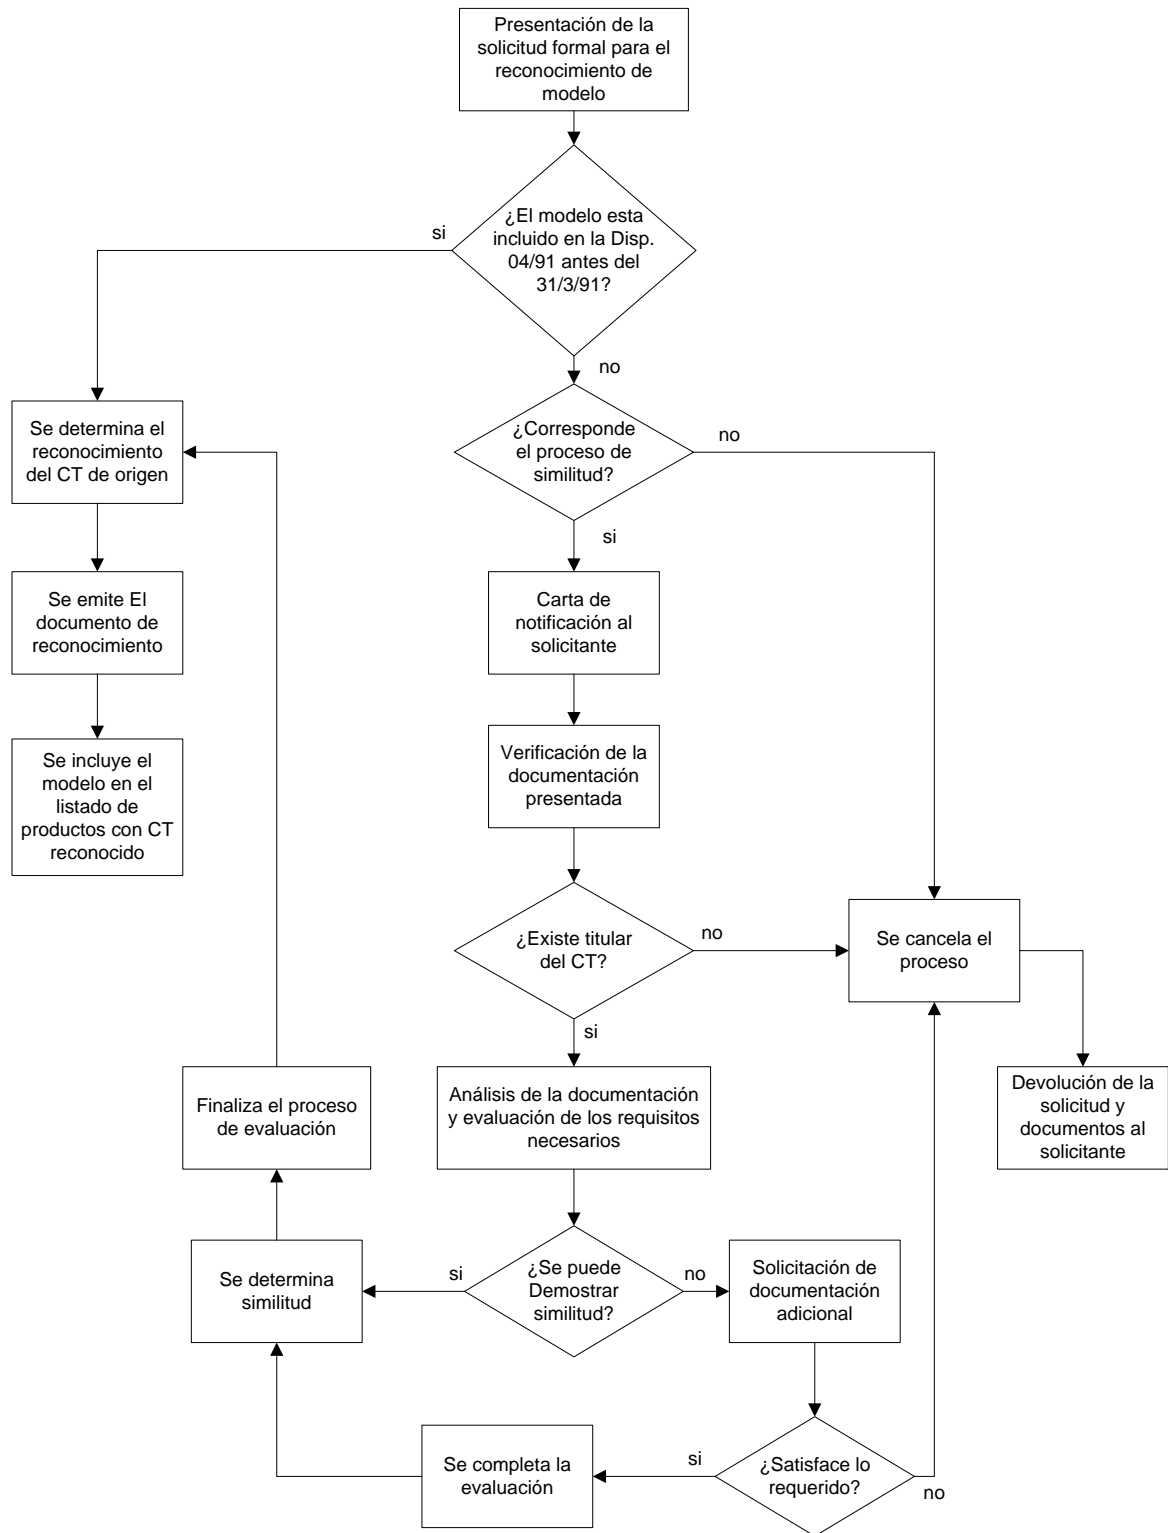 Presentación de la
solicitud formal para el
reconocimiento de
modelo
¿El modelo esta
incluido en la Disp.
04/91 antes del
31/3/91?
si
no
Se determina el
reconocimiento
del CT de origen
¿Corresponde
el proceso de
similitud?
no
si
Se emite El
documento de
reconocimiento
Carta de
notificación al
solicitante
Se incluye el
modelo en el
listado de
productos con CT
reconocido
Verificación de la
documentación
presentada
¿Existe titular
del CT?
no
si
Se cancela el
proceso
Finaliza el proceso
de evaluación
Análisis de la documentación
y evaluación de los requisitos
necesarios
Devolución de la
solicitud y
documentos al
solicitante
Se determina
similitud
si
¿Se puede
Demostrar
similitud?
no
Solicitación de
documentación
adicional
Se completa la
evaluación
si
¿Satisface lo
requerido?
no